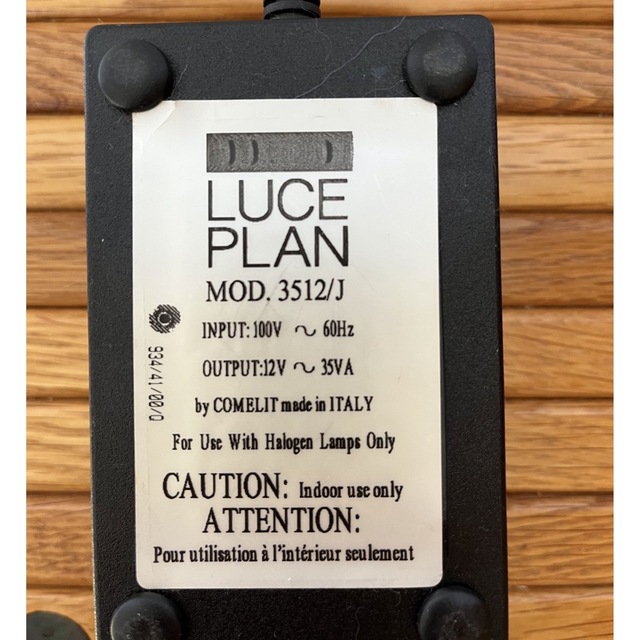 LUCE
PLAN
MOD. 3512/J
INPUT: 100V ~ 60Hz
OUTPUT:12V ~ 35VA
by COMELIT made in ITALY
For Use With Halogen Lamps Only
CAUTION: Indoor use only
ATTENTION:
Pour utilisation à l'intérieur seulement
934/41/00/0